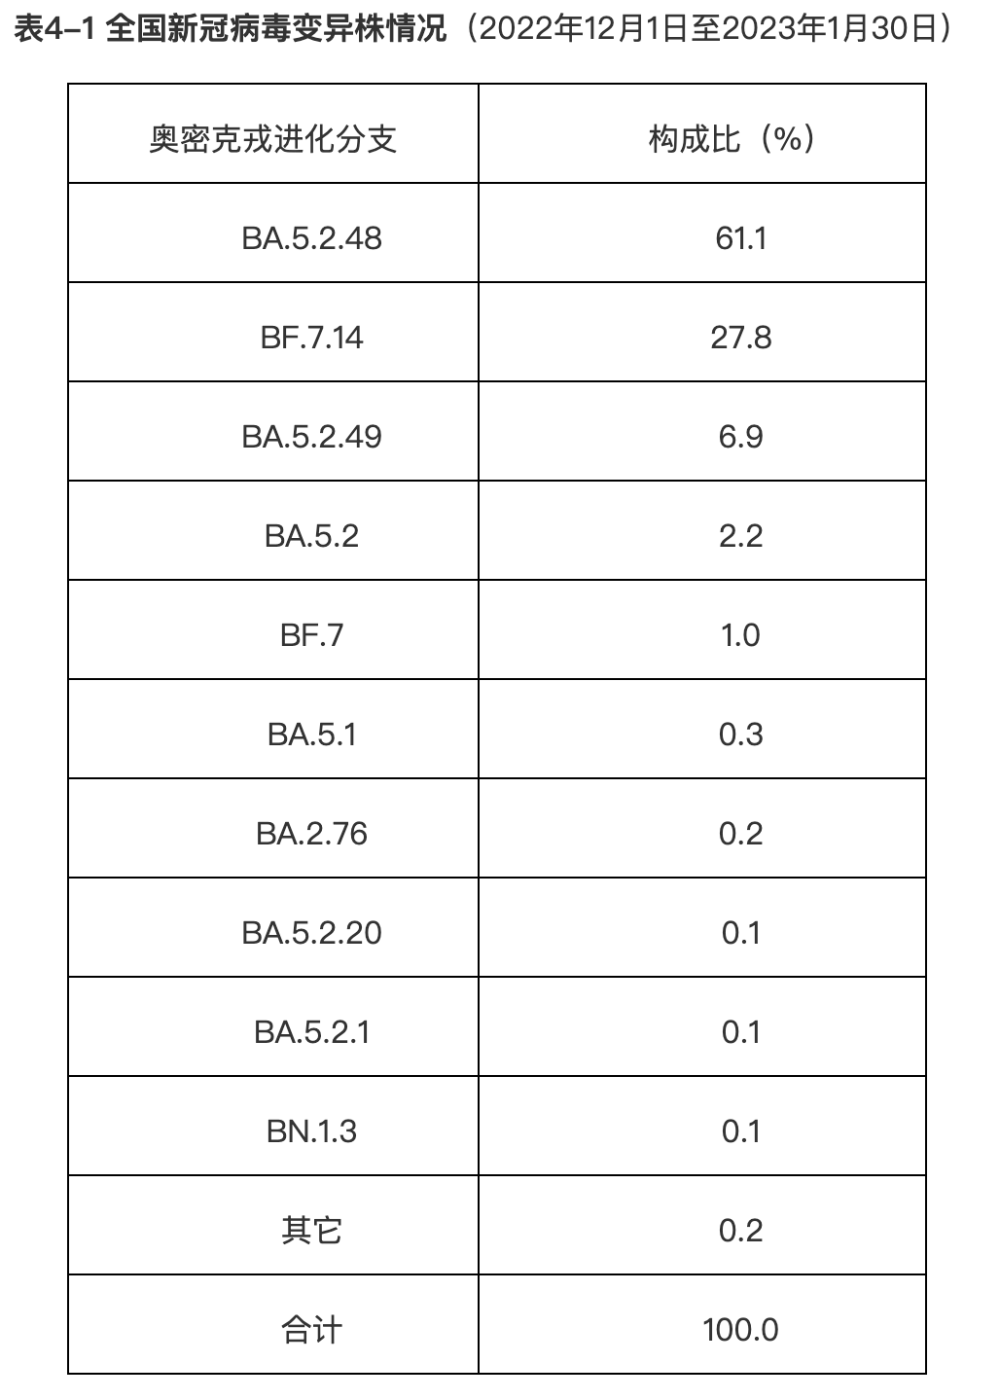 表4–1 全国新冠病毒变异株情况（2022年12月1日至2023年1月30日）
奥密克戎进化分支 构成比（%）
BA.5.2.48 61.1
BF.7.14 27.8
BA.5.2.49 6.9
BA.5.2 2.2
BF.7 1.0
BA.5.1 0.3
BA.2.76 0.2
BA.5.2.20 0.1
BA.5.2.1 0.1
BN.1.3 0.1
其它 0.2
合计 100.0